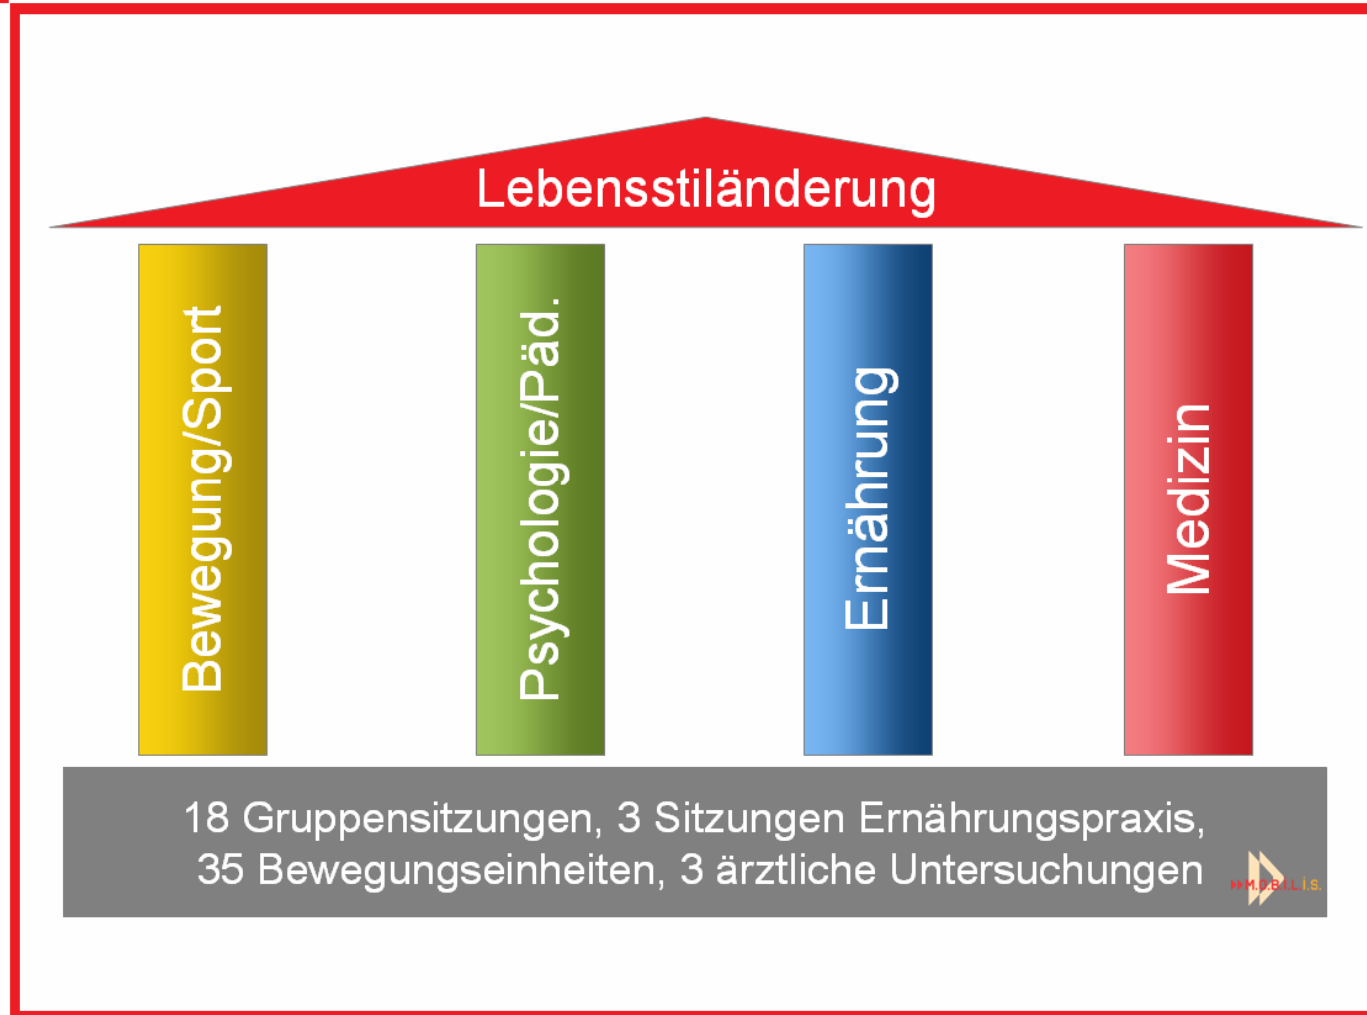 Lebensstiländerung
Bewegung/Sport
Psychologie/Päd.
Ernährung
Medizin
18 Gruppensitzungen, 3 Sitzungen Ernährungspraxis,
35 Bewegungseinheiten, 3 ärztliche Untersuchungen
M.O.B.I.L.I.S.